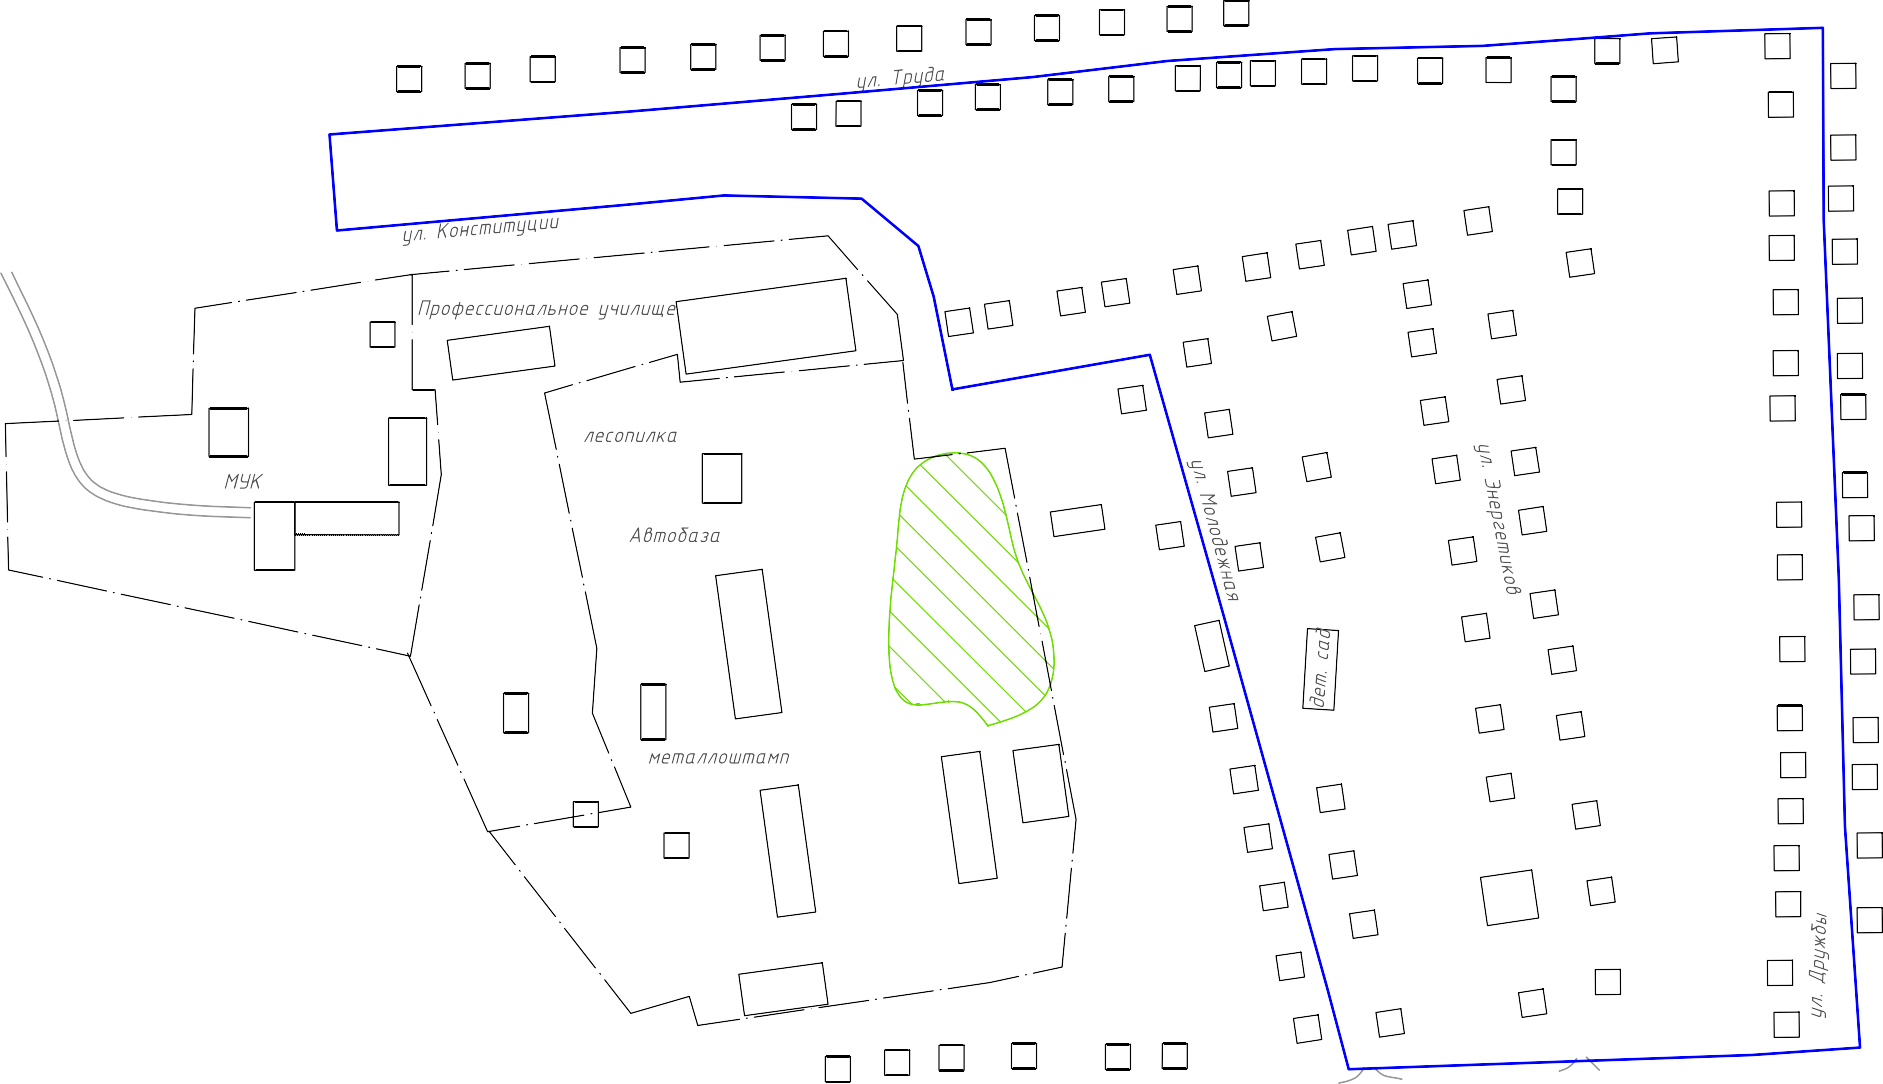 ул. Труда
ул. Конституции
Профессиональное училище
лесопилка
МУК
Автобаза
ул. Молодежная
ул. Энергетиков
дет. сад
металлоштамп
ул. Дружбы